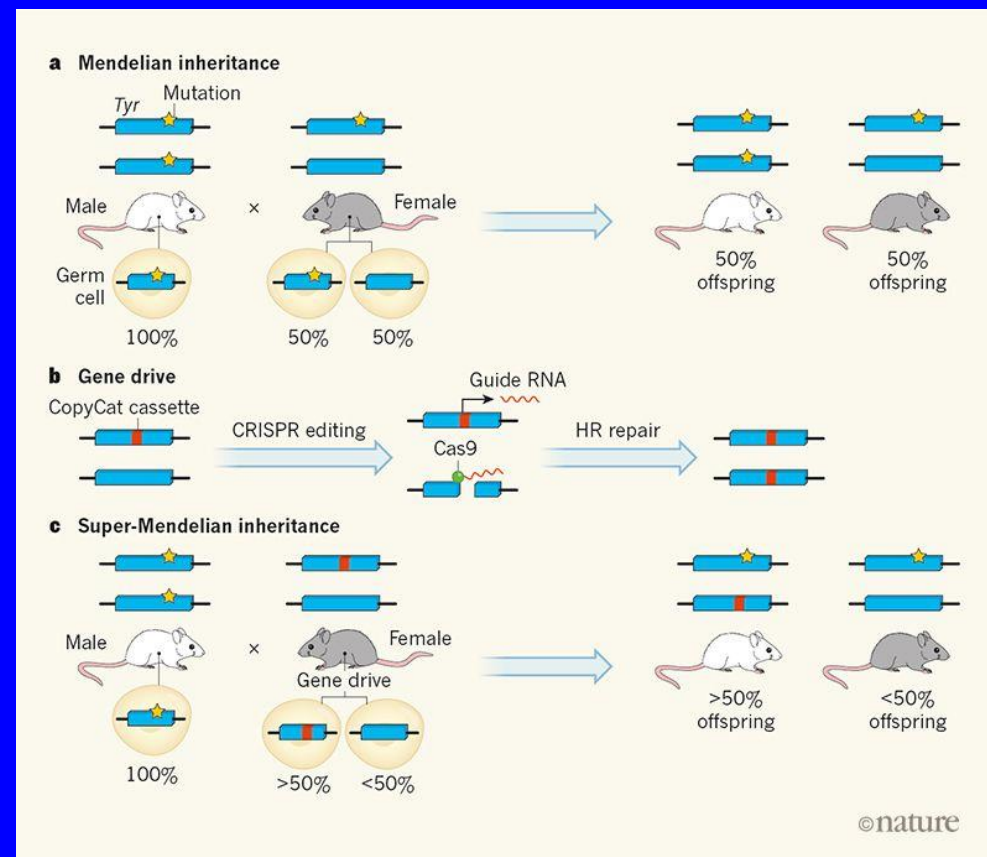 a Mendelian inheritance
Tyr
Mutation
Male
×
Female
Germ
cell
100%
50%
50%
50%
offspring
50%
offspring
b Gene drive
CopyCat cassette
CRISPR editing
Guide RNA
Cas9
HR repair
c Super-Mendelian inheritance
Male
×
Female
Gene drive
100%
>50%
<50%
>50%
offspring
<50%
offspring
©nature